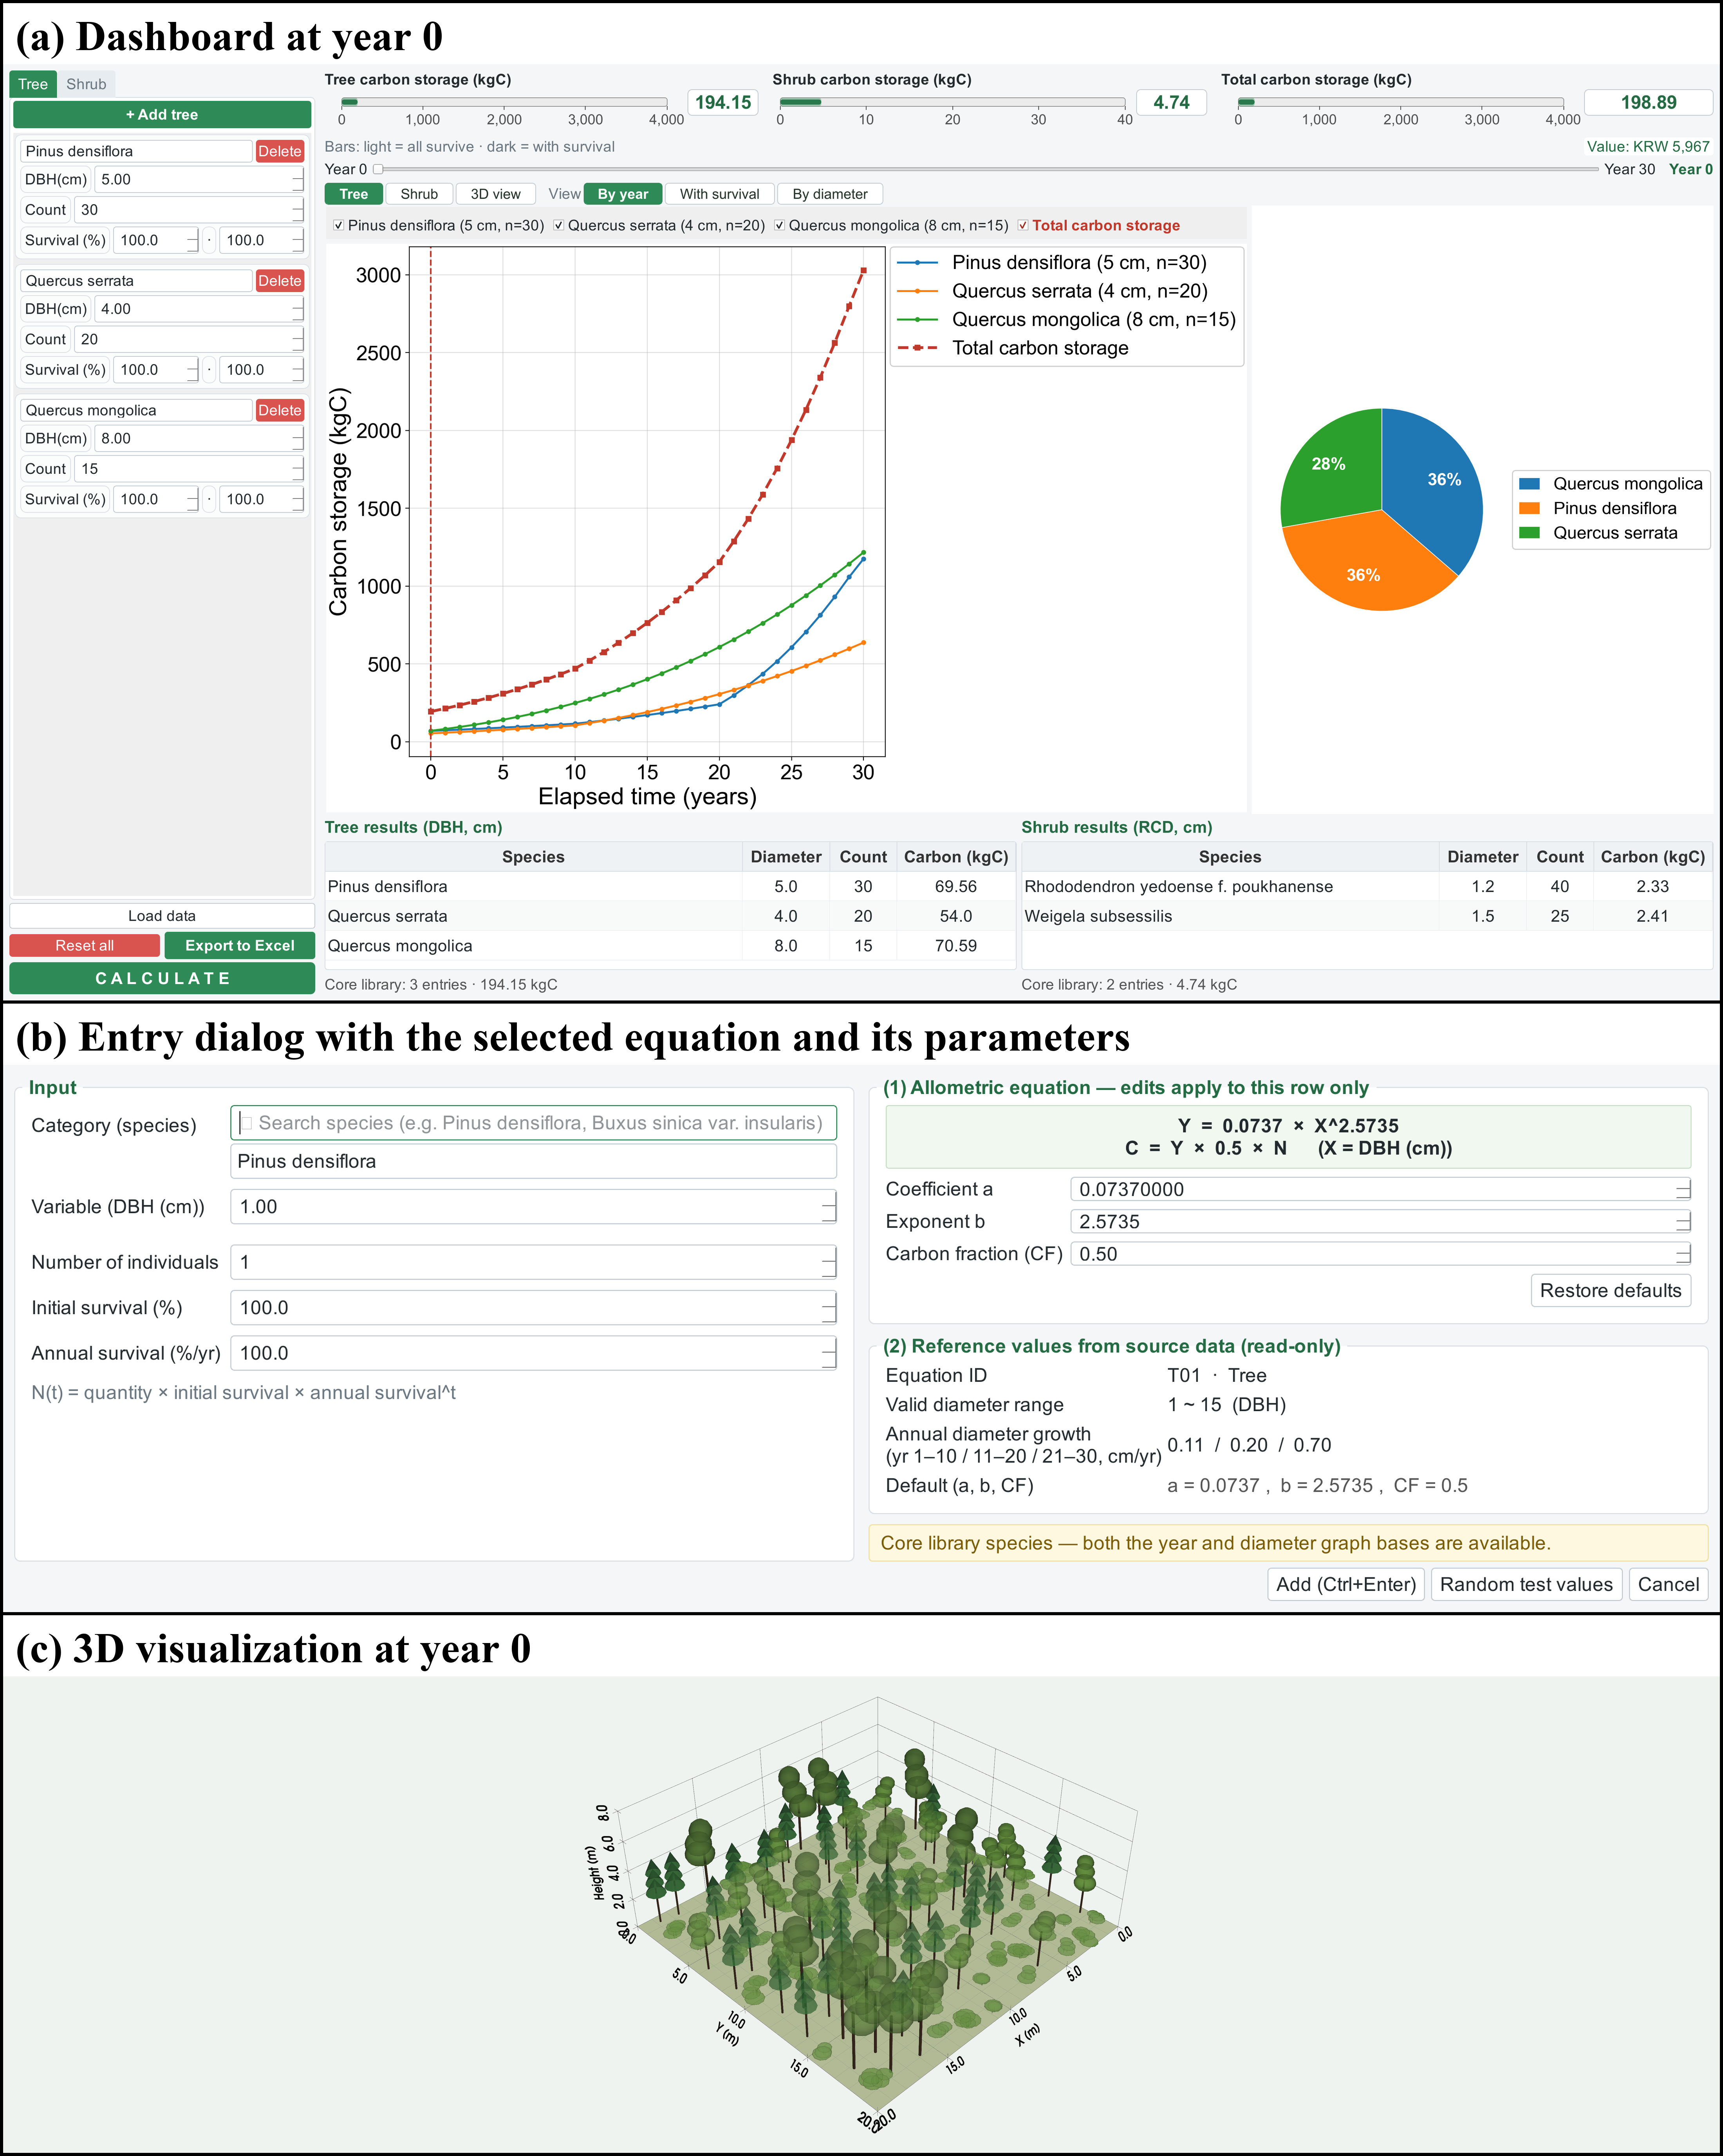 (a) Dashboard at year 0
Tree Shrub
+ Add tree
Pinus densiflora Delete
DBH(cm) 5.00
Count 30
Survival (%) 100.0 · 100.0
Quercus serrata Delete
DBH(cm) 4.00
Count 20
Survival (%) 100.0 · 100.0
Quercus mongolica Delete
DBH(cm) 8.00
Count 15
Survival (%) 100.0 · 100.0
Load data
Reset all Export to Excel
CALCULATE
Tree carbon storage (kgC)
194.15
0 1,000 2,000 3,000 4,000
Shrub carbon storage (kgC)
4.74
0 10 20 30 40
Total carbon storage (kgC)
198.89
0 1,000 2,000 3,000 4,000
Bars: light = all survive · dark = with survival
Value: KRW 5,967
Year 0 Year 30 Year 0
Tree Shrub 3D view View By year With survival By diameter
Pinus densiflora (5 cm, n=30) Quercus serrata (4 cm, n=20) Quercus mongolica (8 cm, n=15) Total carbon storage
Carbon storage (kgC)
3000
2500
2000
1500
1000
500
0
0 5 10 15 20 25 30
Elapsed time (years)
Pinus densiflora (5 cm, n=30)
Quercus serrata (4 cm, n=20)
Quercus mongolica (8 cm, n=15)
Total carbon storage
28%
36%
36%
Quercus mongolica
Pinus densiflora
Quercus serrata
Tree results (DBH, cm)
Species Diameter Count Carbon (kgC)
Pinus densiflora 5.0 30 69.56
Quercus serrata 4.0 20 54.0
Quercus mongolica 8.0 15 70.59
Core library: 3 entries · 194.15 kgC
Shrub results (RCD, cm)
Species Diameter Count Carbon (kgC)
Rhododendron yedoense f. poukhanense 1.2 40 2.33
Weigela subsessilis 1.5 25 2.41
Core library: 2 entries · 4.74 kgC
(b) Entry dialog with the selected equation and its parameters
Input
Category (species) Search species (e.g. Pinus densiflora, Buxus sinica var. insularis)
Pinus densiflora
Variable (DBH (cm)) 1.00
Number of individuals 1
Initial survival (%) 100.0
Annual survival (%/yr) 100.0
N(t) = quantity × initial survival × annual survival^t
(1) Allometric equation — edits apply to this row only
Y = 0.0737 × X^2.5735
C = Y × 0.5 × N (X = DBH (cm))
Coefficient a 0.07370000
Exponent b 2.5735
Carbon fraction (CF) 0.50
Restore defaults
(2) Reference values from source data (read-only)
Equation ID T01 · Tree
Valid diameter range 1 ~ 15 (DBH)
Annual diameter growth
(yr 1–10 / 11–20 / 21–30, cm/yr) 0.11 / 0.20 / 0.70
Default (a, b, CF) a = 0.0737 , b = 2.5735 , CF = 0.5
Core library species — both the year and diameter graph bases are available.
Add (Ctrl+Enter) Random test values Cancel
(c) 3D visualization at year 0
Height (m)
8.0
6.0
4.0
2.0
5.0
10.0
15.0
Y (m)
0.0
5.0
10.0
15.0
X (m)
20.0